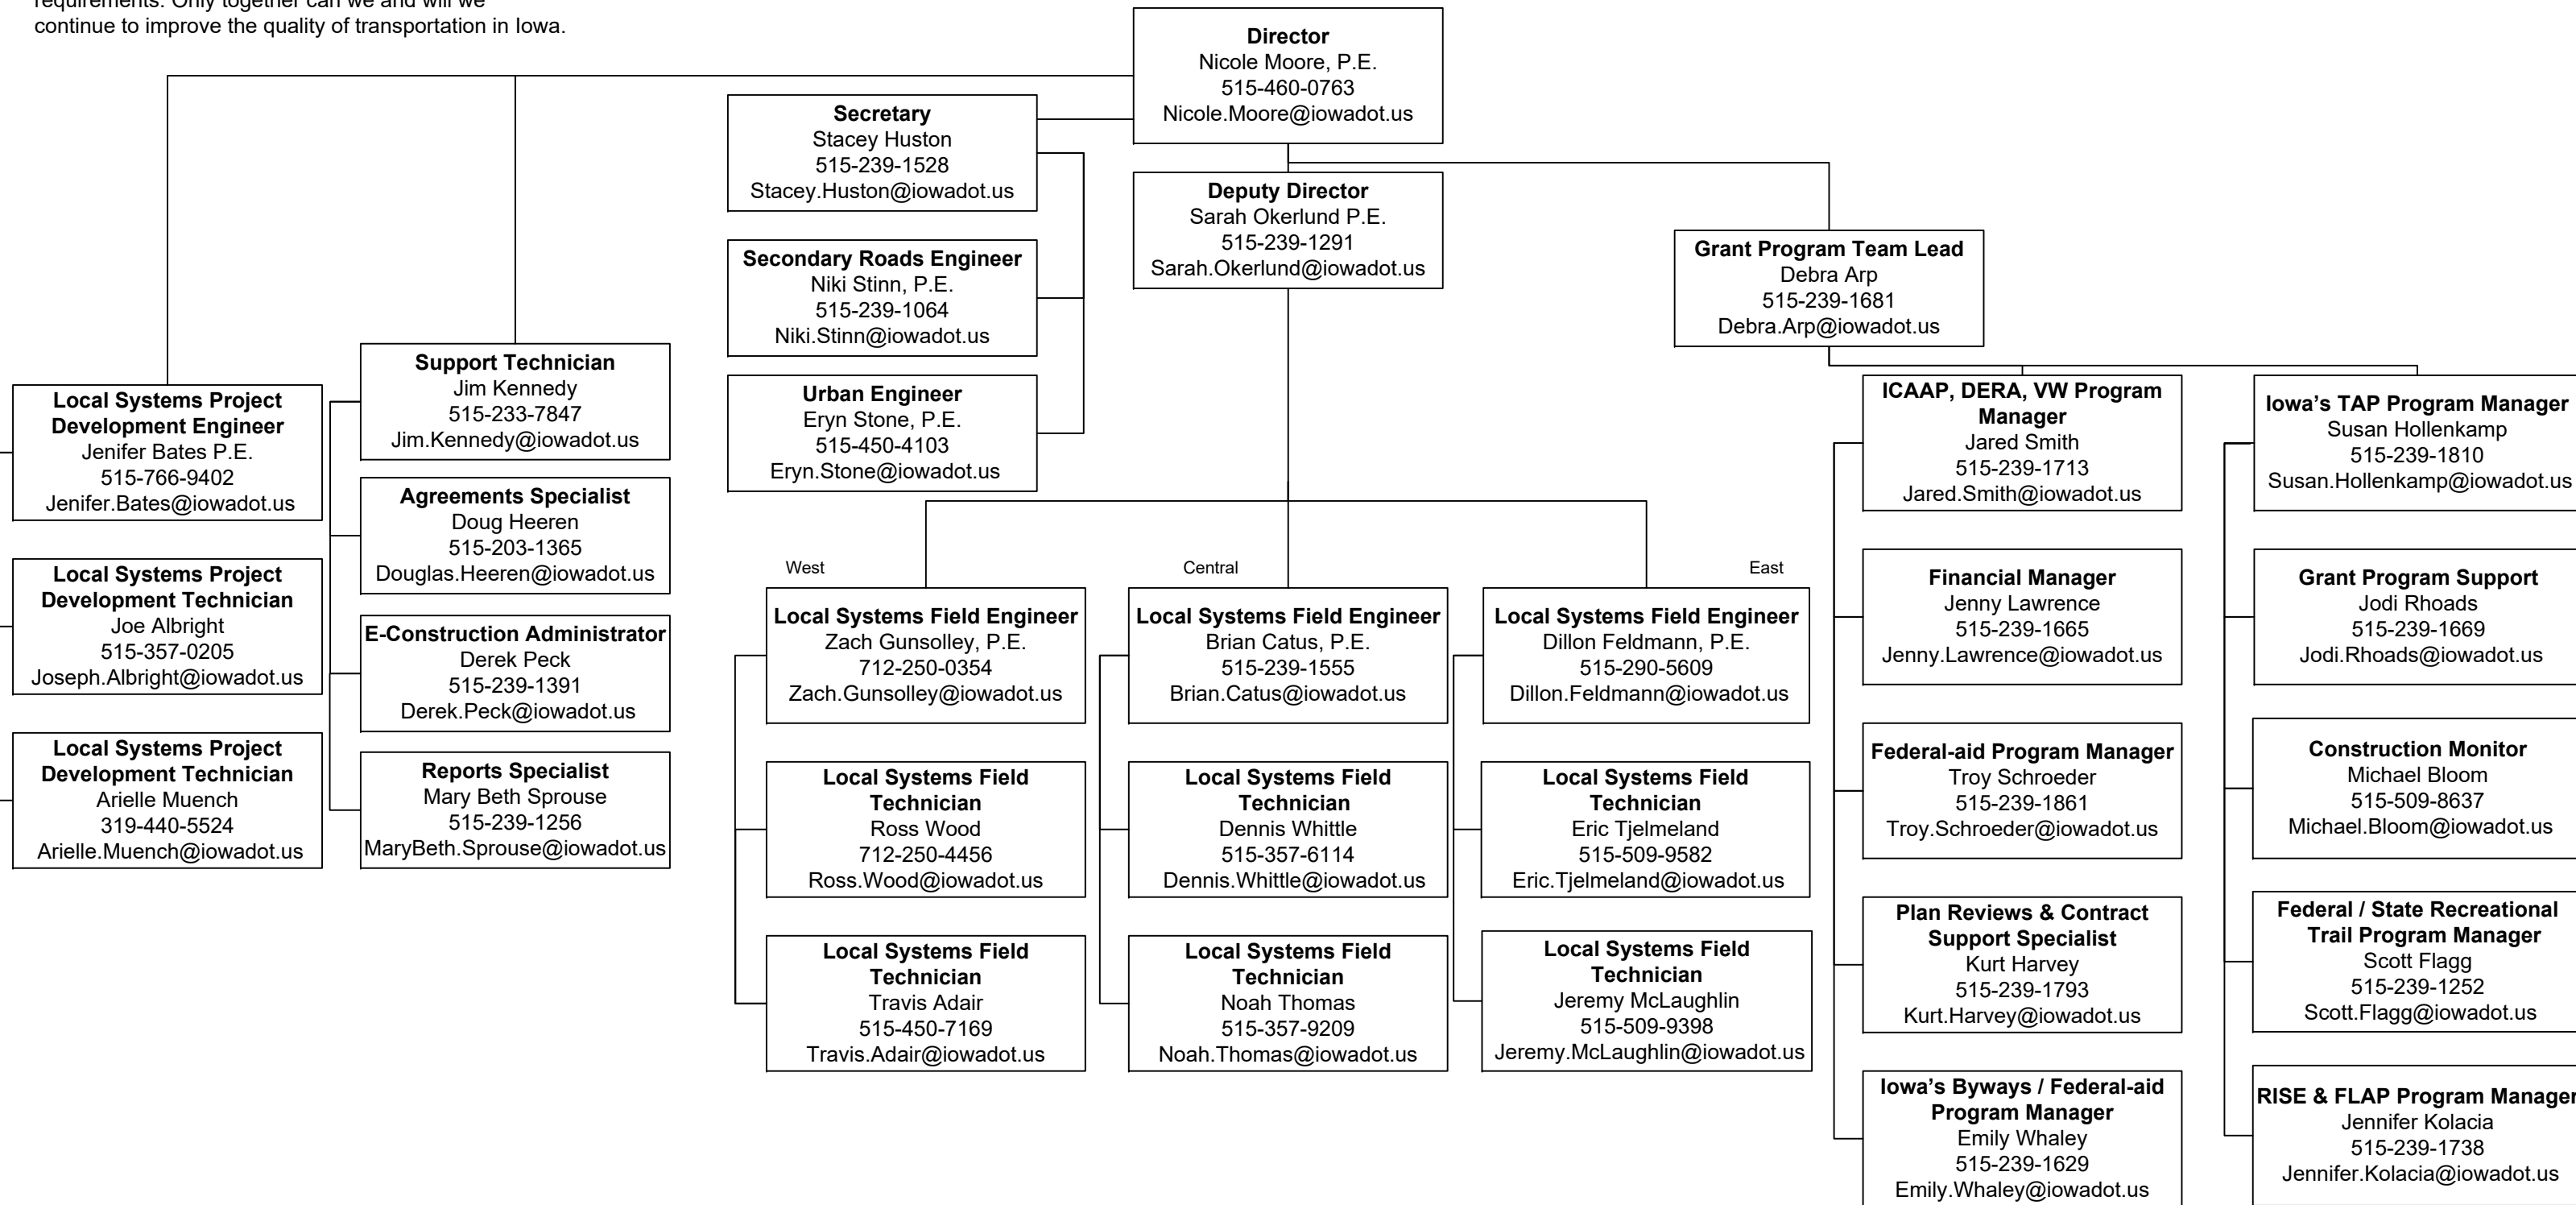 requirements. Only together can we and will we
continue to improve the quality of transportation in Iowa.
Director
Nicole Moore, P.E.
515-460-0763
Nicole.Moore@iowadot.us
Secretary
Stacey Huston
515-239-1528
Stacey.Huston@iowadot.us
Deputy Director
Sarah Okerlund P.E.
515-239-1291
Sarah.Okerlund@iowadot.us
Secondary Roads Engineer
Niki Stinn, P.E.
515-239-1064
Niki.Stinn@iowadot.us
Grant Program Team Lead
Debra Arp
515-239-1681
Debra.Arp@iowadot.us
Urban Engineer
Eryn Stone, P.E.
515-450-4103
Eryn.Stone@iowadot.us
Local Systems Project
Development Engineer
Jenifer Bates P.E.
515-766-9402
Jenifer.Bates@iowadot.us
Local Systems Project
Development Technician
Joe Albright
515-357-0205
Joseph.Albright@iowadot.us
Local Systems Project
Development Technician
Arielle Muench
319-440-5524
Arielle.Muench@iowadot.us
Support Technician
Jim Kennedy
515-233-7847
Jim.Kennedy@iowadot.us
Agreements Specialist
Doug Heeren
515-203-1365
Douglas.Heeren@iowadot.us
E-Construction Administrator
Derek Peck
515-239-1391
Derek.Peck@iowadot.us
Reports Specialist
Mary Beth Sprouse
515-239-1256
MaryBeth.Sprouse@iowadot.us
West
Local Systems Field Engineer
Zach Gunsolley, P.E.
712-250-0354
Zach.Gunsolley@iowadot.us
Local Systems Field
Technician
Ross Wood
712-250-4456
Ross.Wood@iowadot.us
Local Systems Field
Technician
Travis Adair
515-450-7169
Travis.Adair@iowadot.us
Central
Local Systems Field Engineer
Brian Catus, P.E.
515-239-1555
Brian.Catus@iowadot.us
Local Systems Field
Technician
Dennis Whittle
515-357-6114
Dennis.Whittle@iowadot.us
Local Systems Field
Technician
Noah Thomas
515-357-9209
Noah.Thomas@iowadot.us
East
Local Systems Field Engineer
Dillon Feldmann, P.E.
515-290-5609
Dillon.Feldmann@iowadot.us
Local Systems Field
Technician
Eric Tjelmeland
515-509-9582
Eric.Tjelmeland@iowadot.us
Local Systems Field
Technician
Jeremy McLaughlin
515-509-9398
Jeremy.McLaughlin@iowadot.us
ICAAP, DERA, VW Program
Manager
Jared Smith
515-239-1713
Jared.Smith@iowadot.us
Financial Manager
Jenny Lawrence
515-239-1665
Jenny.Lawrence@iowadot.us
Federal-aid Program Manager
Troy Schroeder
515-239-1861
Troy.Schroeder@iowadot.us
Plan Reviews & Contract
Support Specialist
Kurt Harvey
515-239-1793
Kurt.Harvey@iowadot.us
Iowa’s Byways / Federal-aid
Program Manager
Emily Whaley
515-239-1629
Emily.Whaley@iowadot.us
Iowa’s TAP Program Manager
Susan Hollenkamp
515-239-1810
Susan.Hollenkamp@iowadot.us
Grant Program Support
Jodi Rhoads
515-239-1669
Jodi.Rhoads@iowadot.us
Construction Monitor
Michael Bloom
515-509-8637
Michael.Bloom@iowadot.us
Federal / State Recreational
Trail Program Manager
Scott Flagg
515-239-1252
Scott.Flagg@iowadot.us
RISE & FLAP Program Manager
Jennifer Kolacia
515-239-1738
Jennifer.Kolacia@iowadot.us